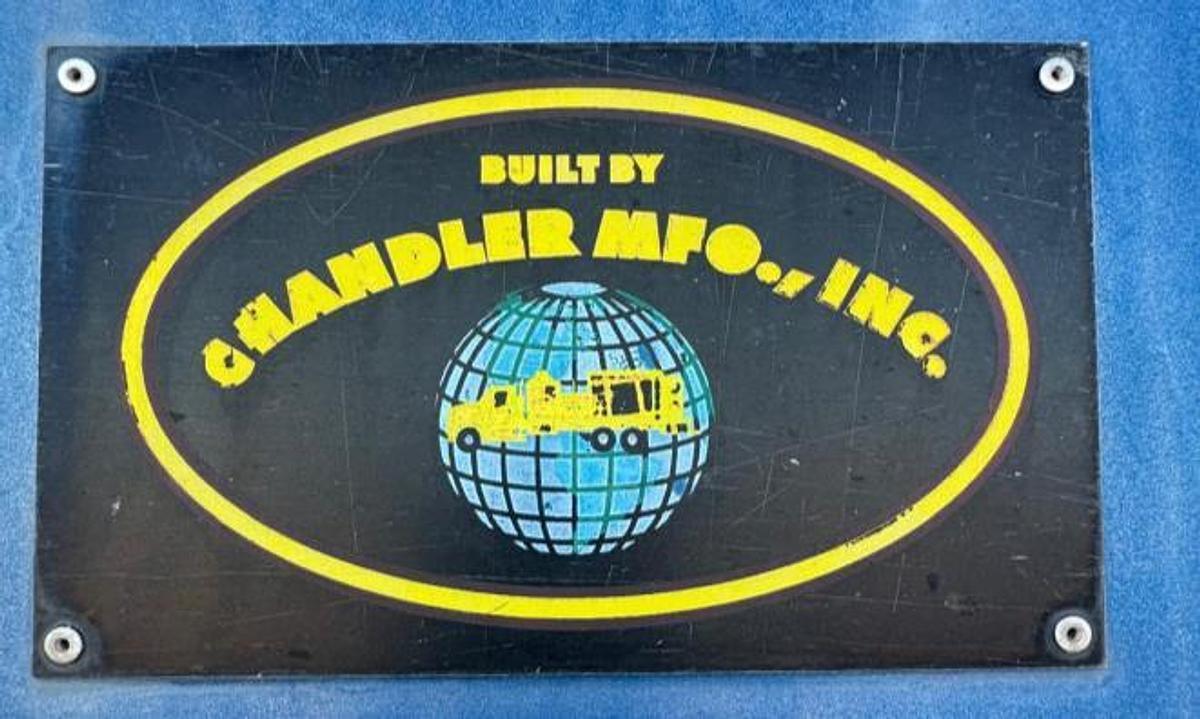 BUILT BY
CHANDLER MFG., INC.